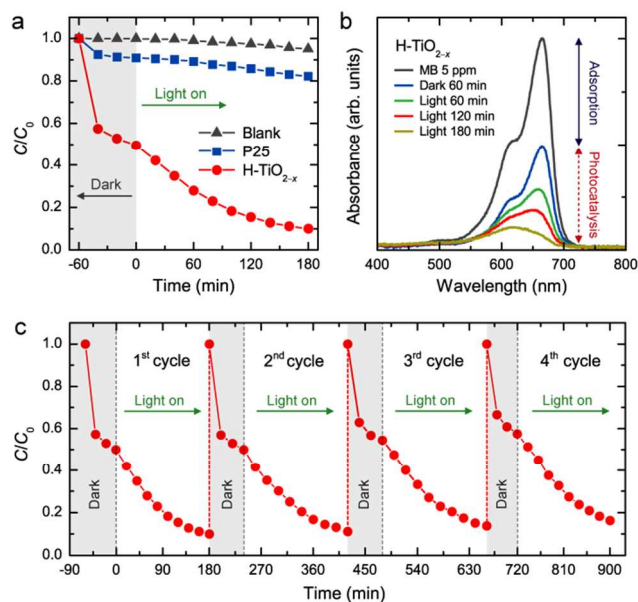 a
C/C₀
1.0
0.8
0.6
0.4
0.2
0.0
Light on
Blank
P25
H-TiO₂₋ₓ
Dark
-60 0 60 120 180
Time (min)
b
Absorbance (arb. units)
H-TiO₂₋ₓ
MB 5 ppm
Dark 60 min
Light 60 min
Light 120 min
Light 180 min
Adsorption
Photocatalysis
400 500 600 700 800
Wavelength (nm)
c
C/C₀
1.0
0.8
0.6
0.4
0.2
0.0
1ˢᵗ cycle 2ⁿᵈ cycle 3ʳᵈ cycle 4ᵗʰ cycle
Light on Light on Light on Light on
Dark Dark Dark Dark
-90 0 90 180 270 360 450 540 630 720 810 900
Time (min)